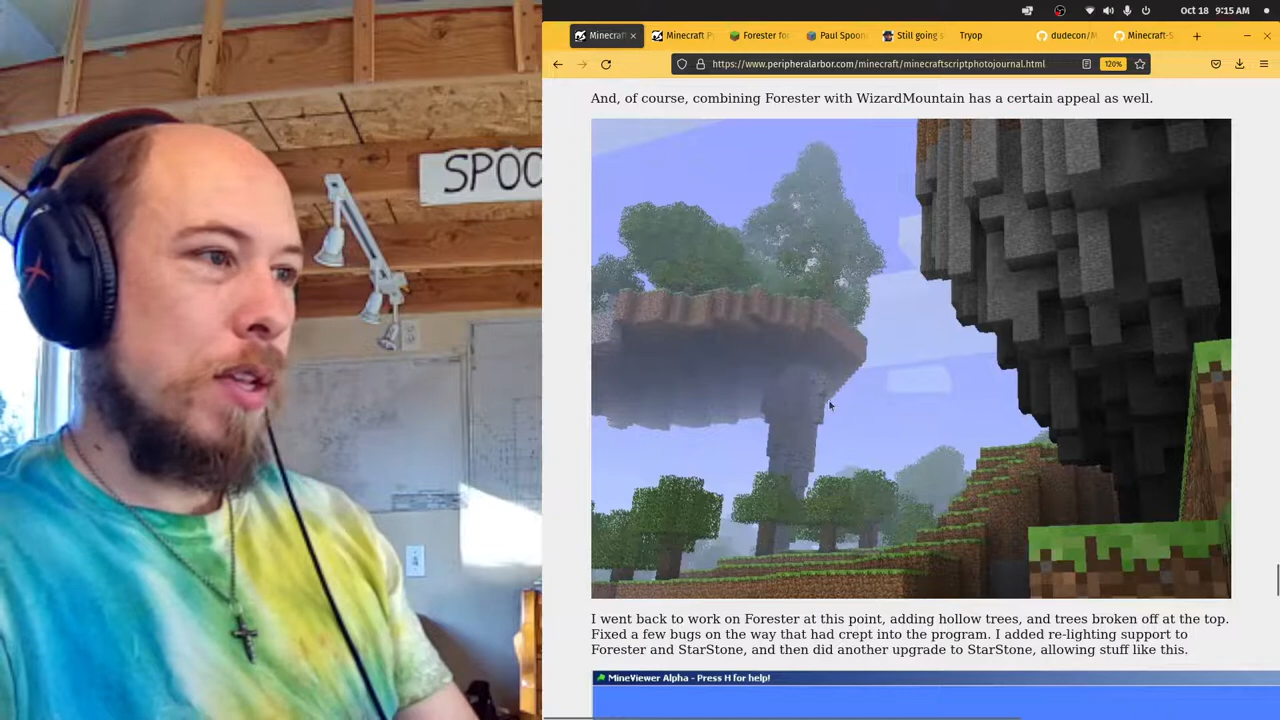 Oct 18 9:15 AM
Minecraft
Minecraft P
Forester for
Paul Spoon
Still going s
Tryop
dudecon/M
Minecraft-S
https://www.peripheralarbor.com/minecraft/minecraftscriptphotojournal.html
120%
And, of course, combining Forester with WizardMountain has a certain appeal as well.
SPOO
I went back to work on Forester at this point, adding hollow trees, and trees broken off at the top.
Fixed a few bugs on the way that had crept into the program. I added re-lighting support to
Forester and StarStone, and then did another upgrade to StarStone, allowing stuff like this.
MineViewer Alpha - Press H for help!